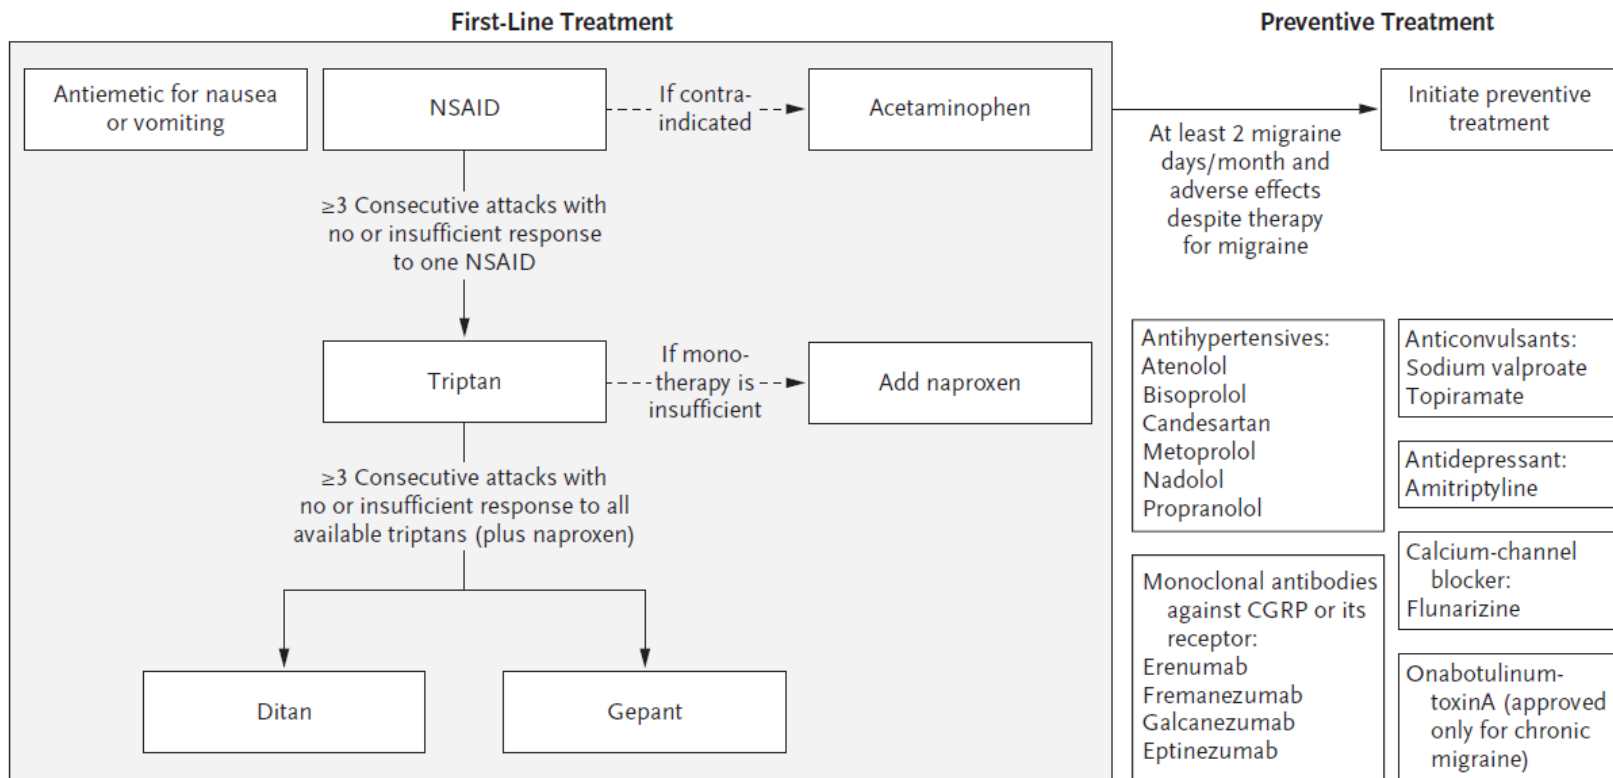 First-Line Treatment
Preventive Treatment
Antiemetic for nausea
or vomiting
NSAID
If contra-
indicated
Acetaminophen
≥3 Consecutive attacks with
no or insufficient response
to one NSAID
Triptan
If mono-
therapy is
insufficient
Add naproxen
≥3 Consecutive attacks with
no or insufficient response to all
available triptans (plus naproxen)
Ditan
Gepant
At least 2 migraine
days/month and
adverse effects
despite therapy
for migraine
Initiate preventive
treatment
Antihypertensives:
Atenolol
Bisoprolol
Candesartan
Metoprolol
Nadolol
Propranolol
Monoclonal antibodies
against CGRP or its
receptor:
Erenumab
Fremanezumab
Galcanezumab
Eptinezumab
Anticonvulsants:
Sodium valproate
Topiramate
Antidepressant:
Amitriptyline
Calcium-channel
blocker:
Flunarizine
Onabotulinum-
toxinA (approved
only for chronic
migraine)